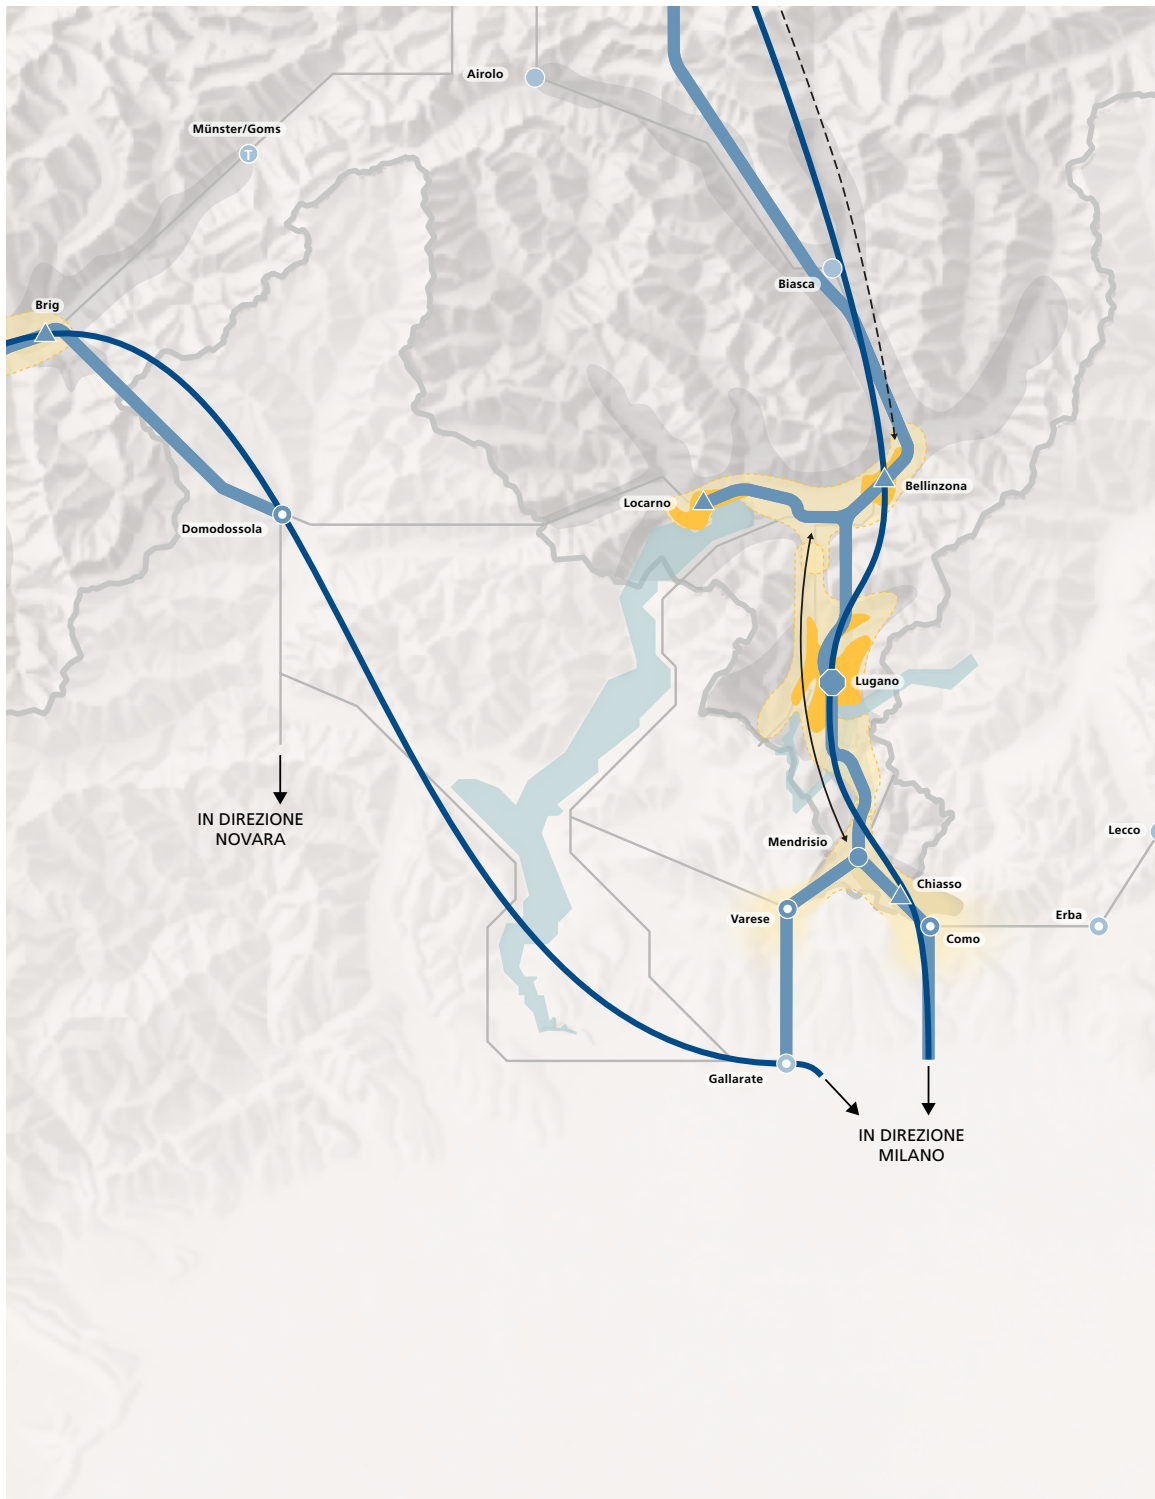 Airolo
Münster/Goms
T
Biasca
Brig
Bellinzona
Locarno
Domodossola
Lugano
IN DIREZIONE
NOVARA
Mendrisio
Lecco
Chiasso
Varese
Erba
Como
Gallarate
IN DIREZIONE
MILANO